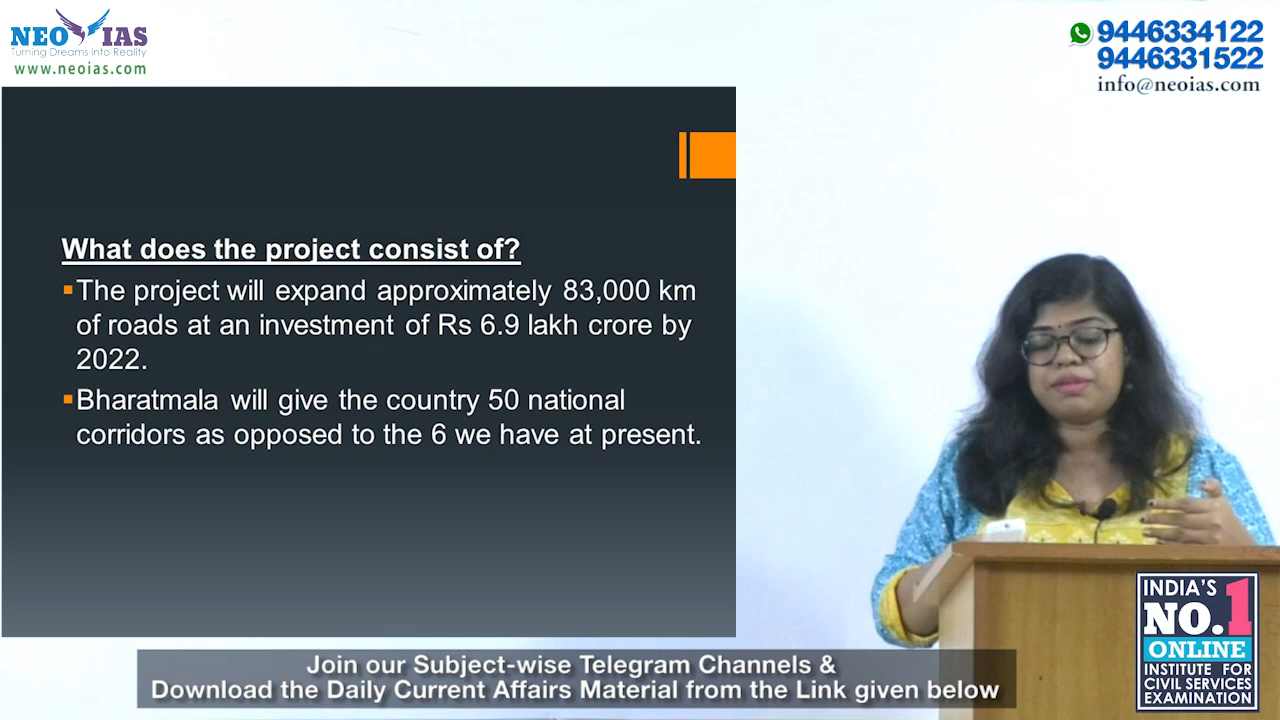 NEO IAS
Turning Dreams into Reality
www.neoias.com
9446334122
9446331522
info@neoias.com
What does the project consist of?
The project will expand approximately 83,000 km
of roads at an investment of Rs 6.9 lakh crore by
2022.
Bharatmala will give the country 50 national
corridors as opposed to the 6 we have at present.
INDIA'S
NO.1
ONLINE
INSTITUTE FOR
CIVIL SERVICES
EXAMINATION
Join our Subject-wise Telegram Channels &
Download the Daily Current Affairs Material from the Link given below